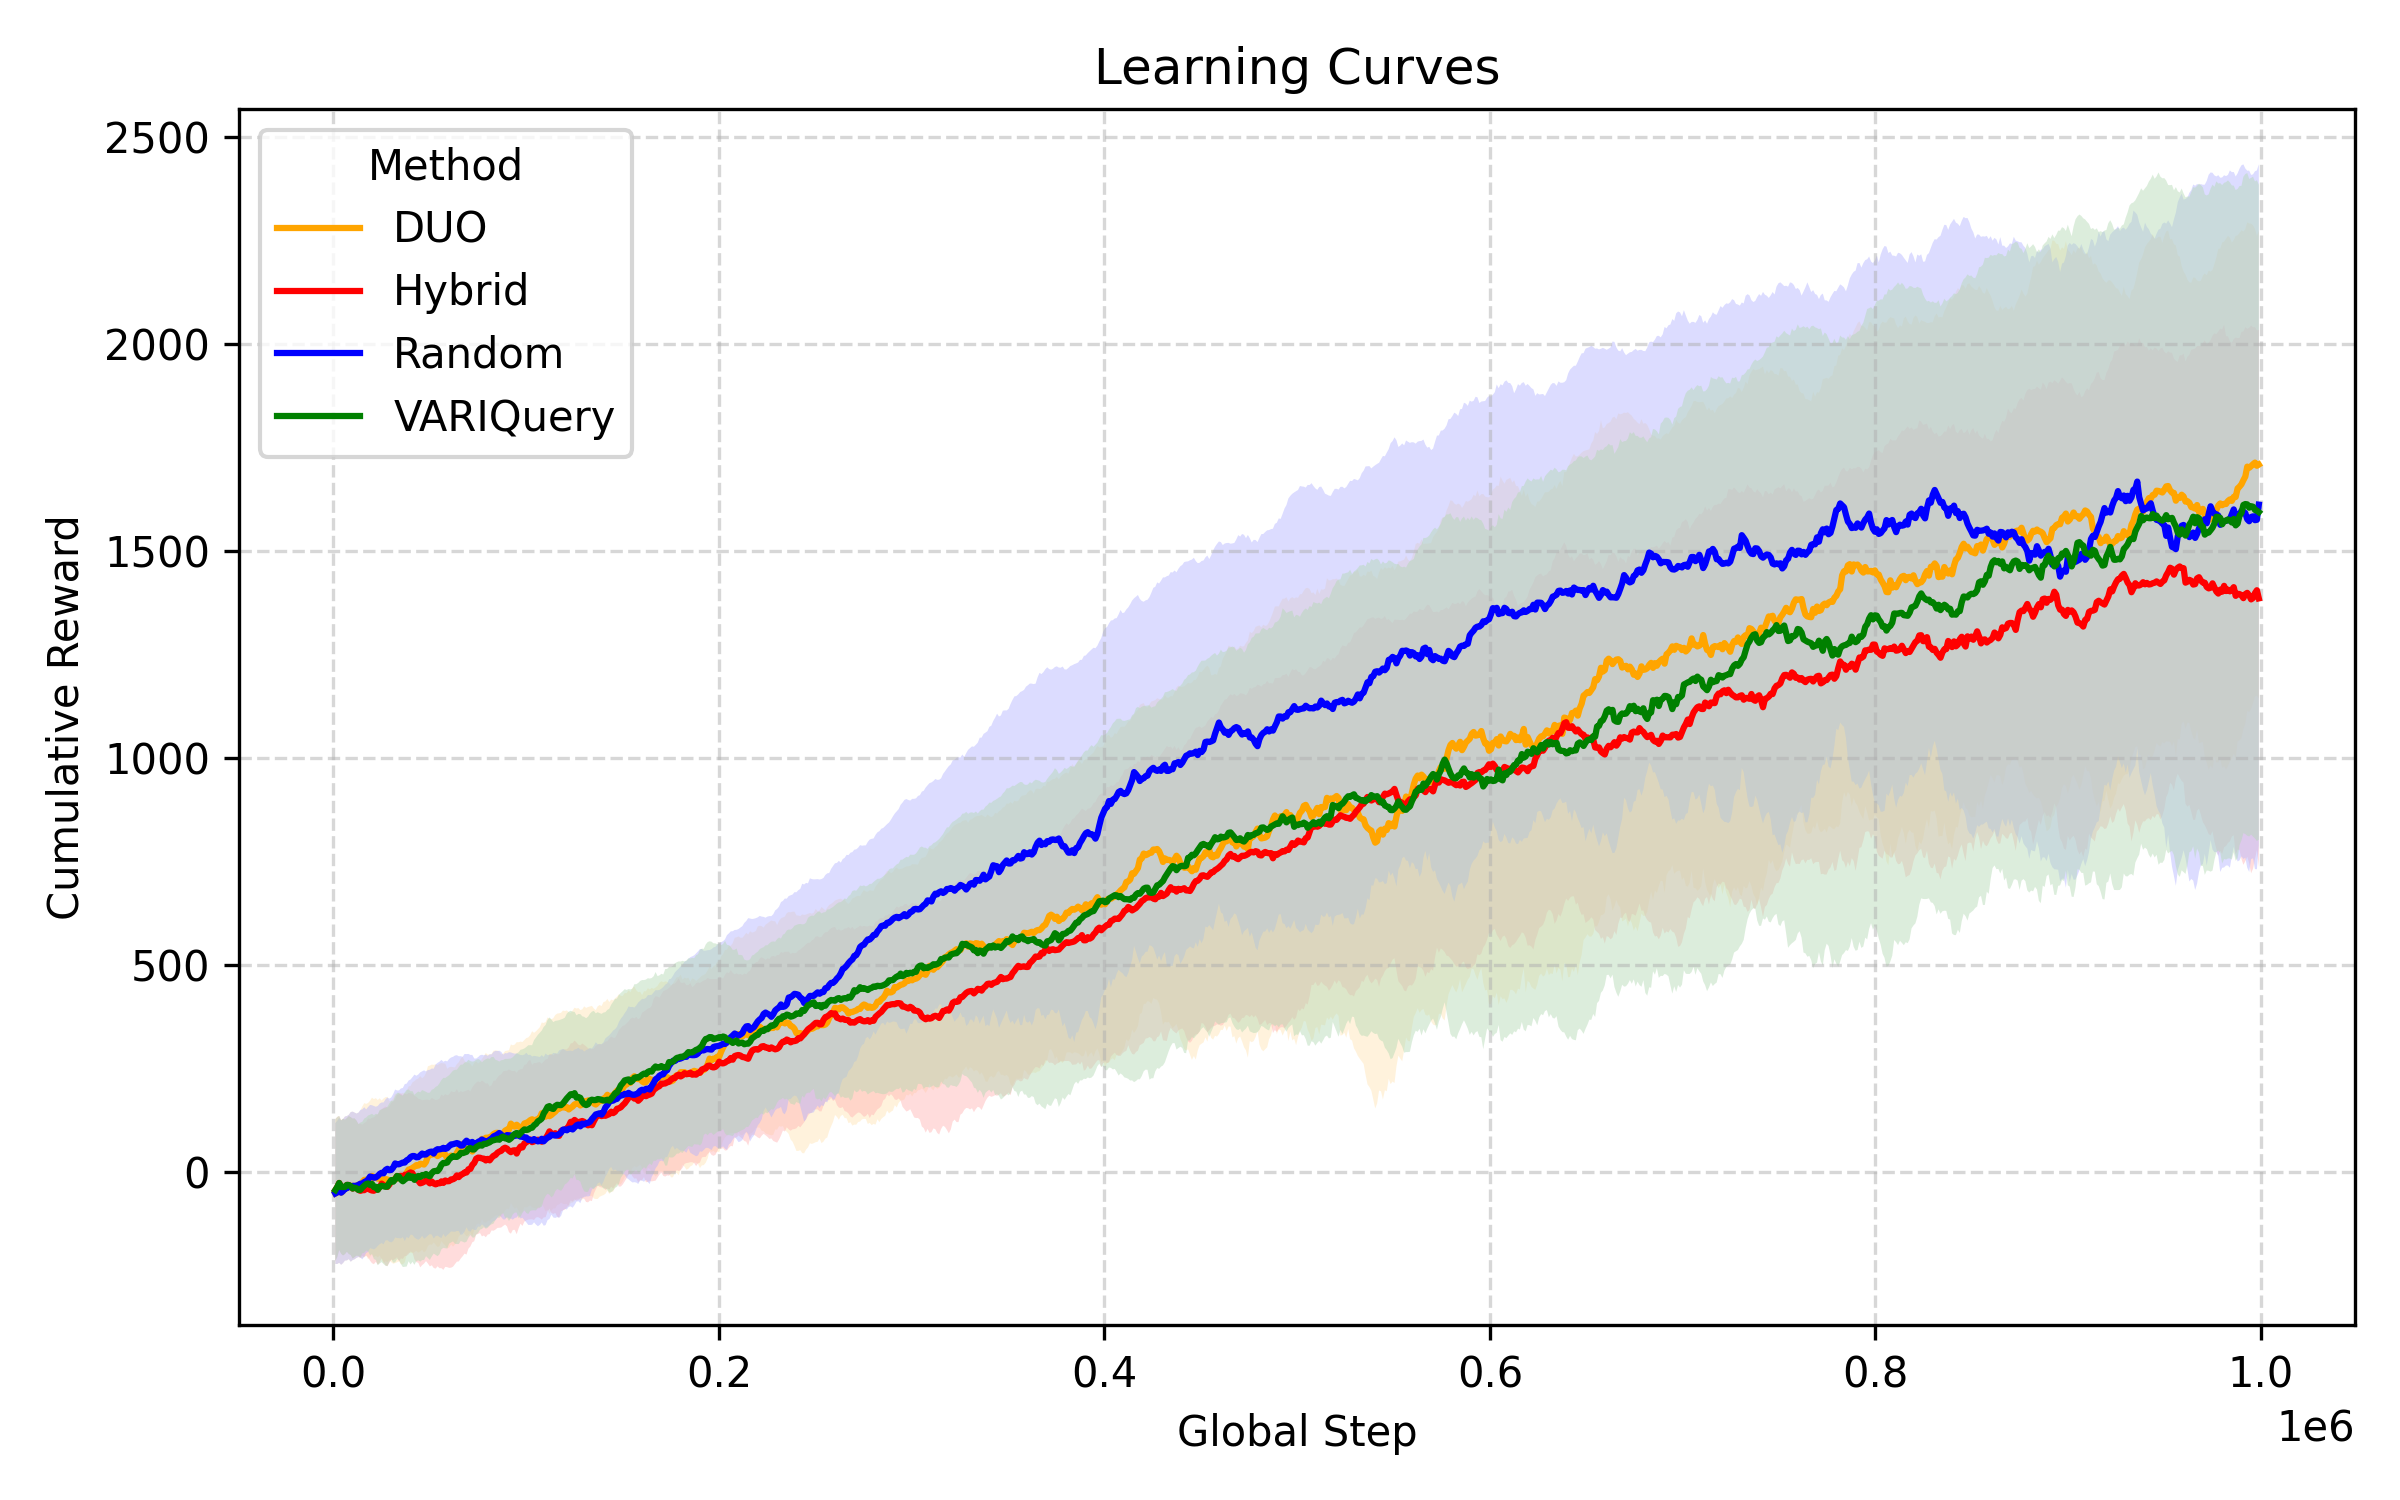 Learning Curves
2500
2000
1500
1000
500
0
Cumulative Reward
Method
DUO
Hybrid
Random
VARIQuery
0.0 0.2 0.4 0.6 0.8 1.0
1e6
Global Step